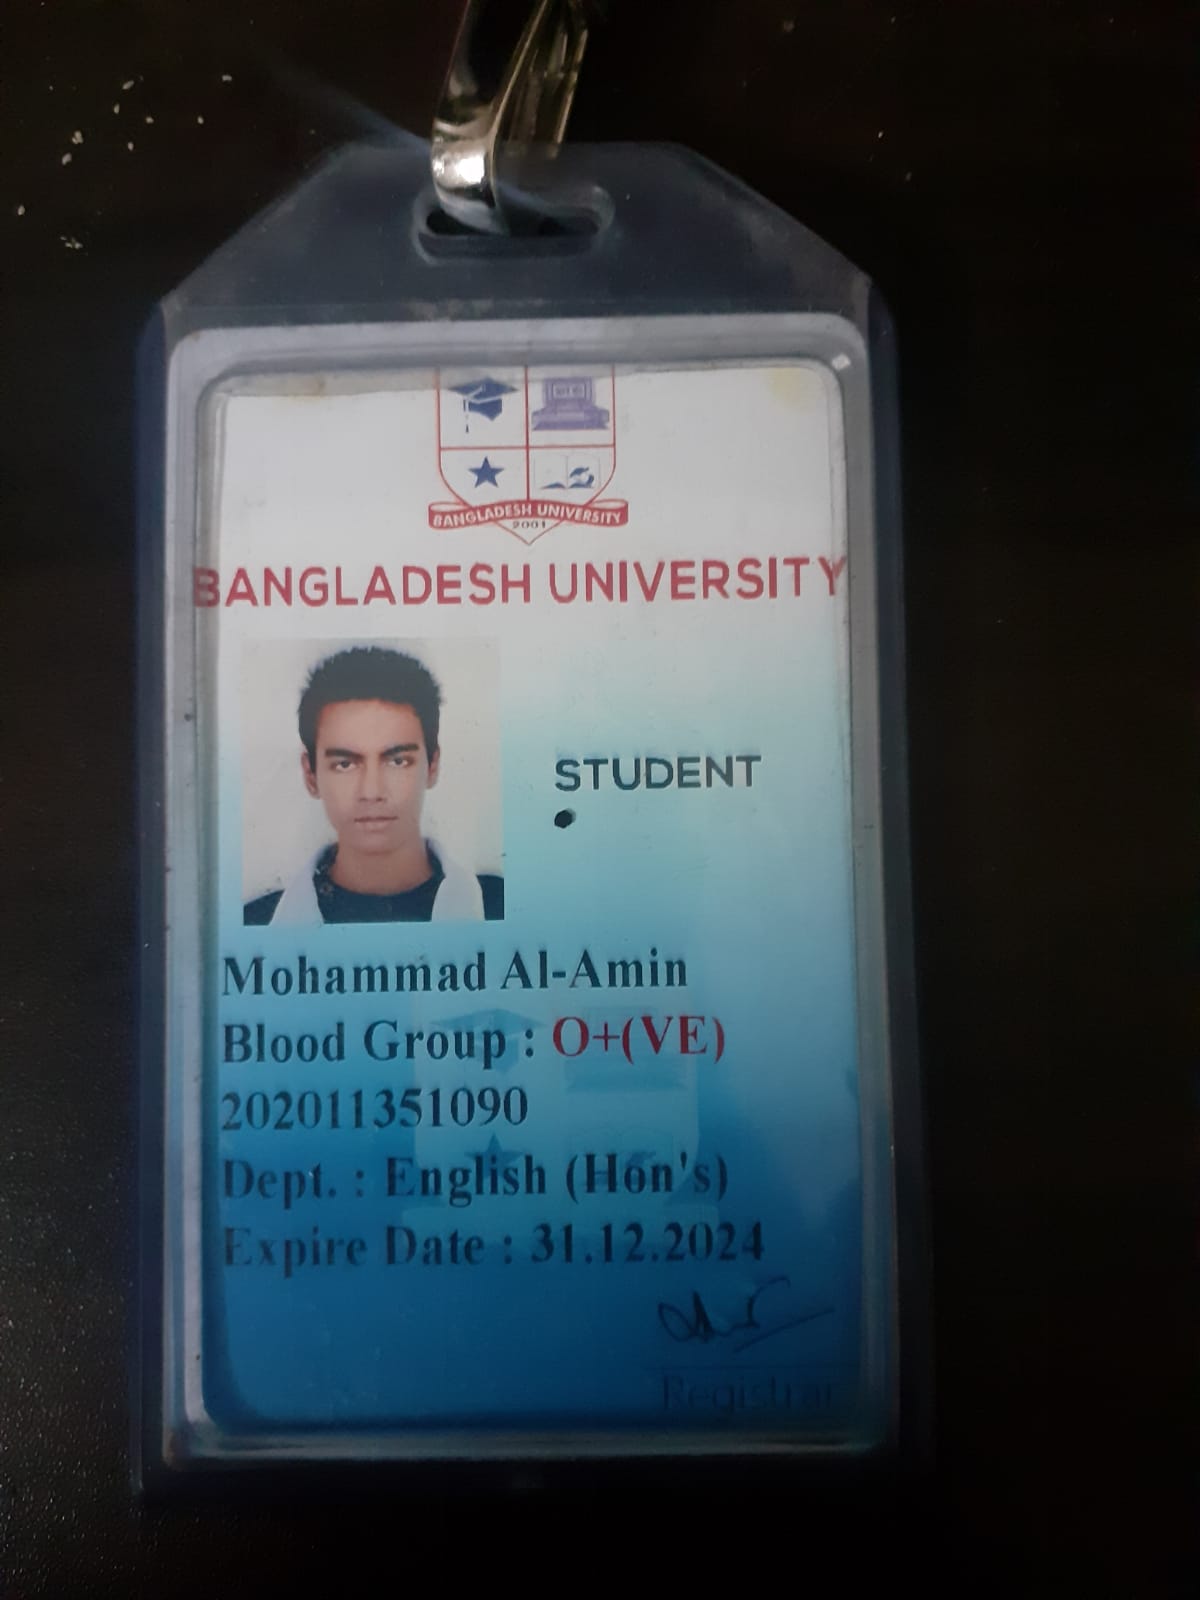 BANGLADESH UNIVERSITY
2001
BANGLADESH UNIVERSITY
STUDENT
Mohammad Al-Amin
Blood Group : O+(VE)
202011351090
Dept. : English (Hon's)
Expire Date : 31.12.2024
Registrar